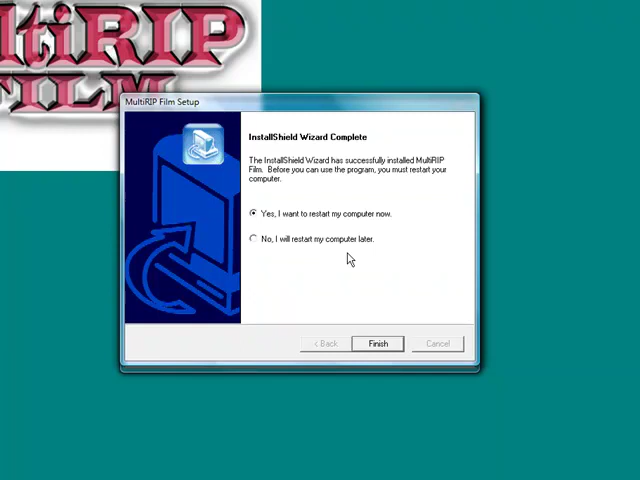 ltiRIP
FILM
MultiRIP Film Setup
InstallShield Wizard Complete
The InstallShield Wizard has successfully installed MultiRIP
Film. Before you can use the program, you must restart your
computer.
Yes, I want to restart my computer now.
No, I will restart my computer later.
< Back
Finish
Cancel